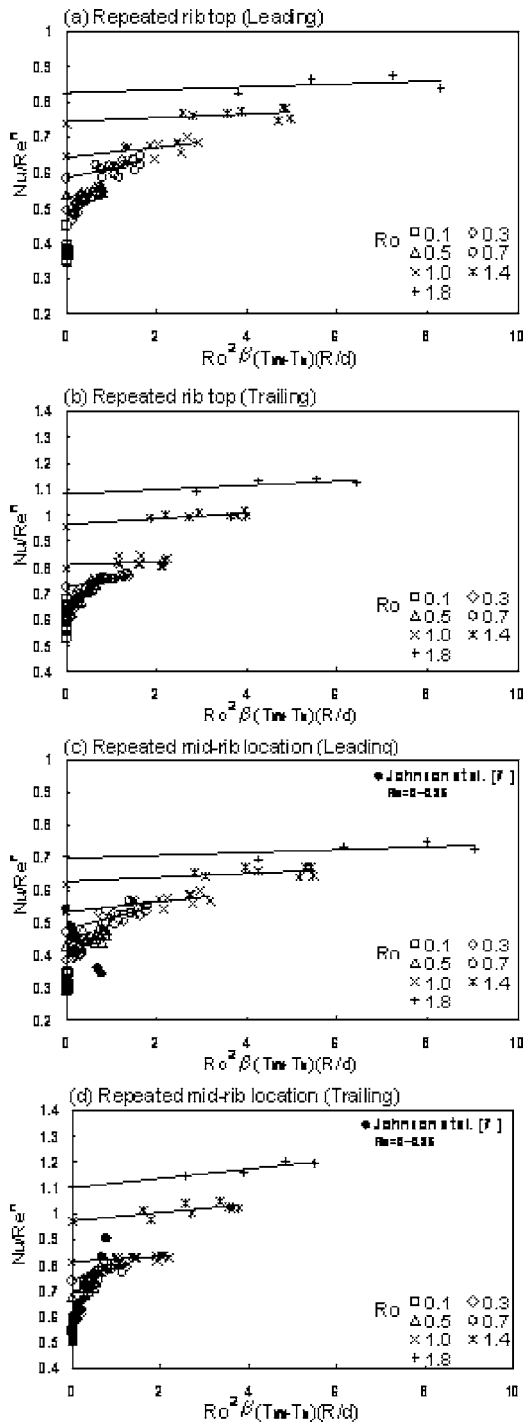 (a) Repeated rib top (Leading)
1
0.9
0.8
0.7
0.6
0.5
0.4
0.3
0.2
Nu/Reⁿ
Ro □ 0.1 ◇ 0.3
△ 0.5 ○ 0.7
× 1.0 ж 1.4
+ 1.8
0 2 4 6 8 10
Ro² β (Tw-Tb)(R/d)
(b) Repeated rib top (Trailing)
1.4
1.3
1.2
1.1
1
0.9
0.8
0.7
0.6
0.5
0.4
Nu/Reⁿ
Ro □ 0.1 ◇ 0.3
△ 0.5 ○ 0.7
× 1.0 ж 1.4
+ 1.8
0 2 4 6 8 10
Ro² β (Tw-Tb)(R/d)
(c) Repeated mid-rib location (Leading)
● Johnson et al. [7]
1
0.9
0.8
0.7
0.6
0.5
0.4
0.3
0.2
Nu/Reⁿ
Ro □ 0.1 ◇ 0.3
△ 0.5 ○ 0.7
× 1.0 ж 1.4
+ 1.8
0 2 4 6 8 10
Ro² β (Tw-Tb)(R/d)
(d) Repeated mid-rib location (Trailing)
● Johnson et al. [7]
1.4
1.3
1.2
1.1
1
0.9
0.8
0.7
0.6
0.5
0.4
Nu/Reⁿ
Ro □ 0.1 ◇ 0.3
△ 0.5 ○ 0.7
× 1.0 ж 1.4
+ 1.8
0 2 4 6 8 10
Ro² β (Tw-Tb)(R/d)